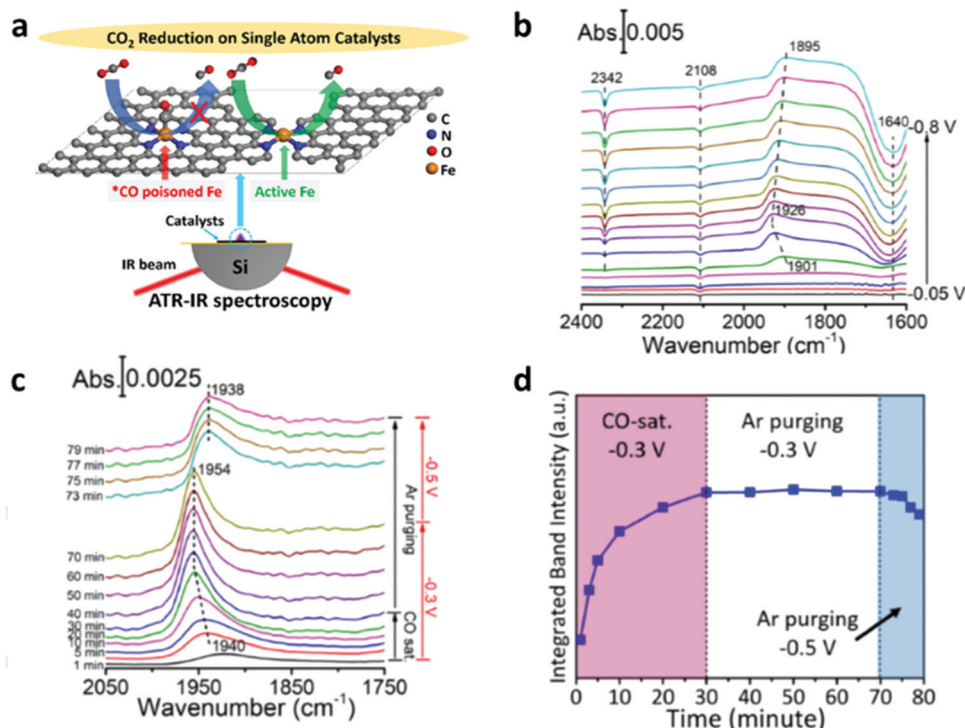 a
CO2 Reduction on Single Atom Catalysts
C
N
O
Fe
*CO poisoned Fe
Active Fe
Catalysts
IR beam
Si
ATR-IR spectroscopy
b
Abs. 0.005
1895
2342
2108
1640
-0.8 V
1926
1901
-0.05 V
2400 2200 2000 1800 1600
Wavenumber (cm-1)
c
Abs. 0.0025
1938
79 min
77 min
75 min
73 min
1954
70 min
60 min
50 min
40 min
30 min
20 min
10 min
5 min
1 min
1940
Ar purging
CO sat.
-0.5 V
-0.3 V
2050 1950 1850 1750
Wavenumber (cm-1)
d
Integrated Band Intensity (a.u.)
CO-sat.
-0.3 V
Ar purging
-0.3 V
Ar purging
-0.5 V
0 10 20 30 40 50 60 70 80
Time (minute)